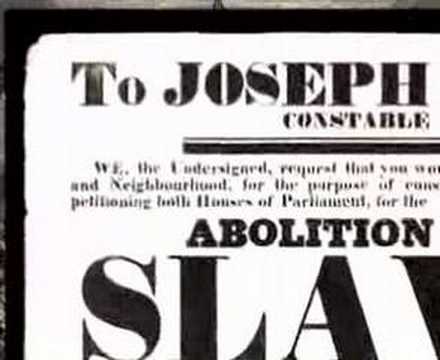 To JOSEPH
CONSTABLE
WE, the Undersigned, request that you
and Neighbourhood, for the purpose of
petitioning both Houses of Parliament, for the
ABOLITION
SLA